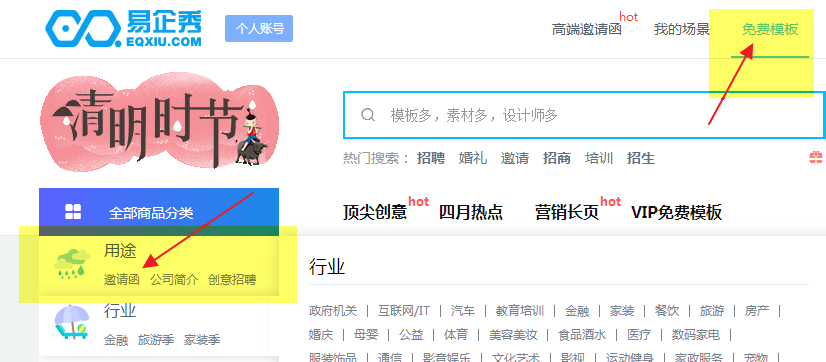 易企秀
EQXIU.COM
个人账号
高端邀请函 hot 我的场景 免费模板
清明时节
模板多，素材多，设计师多
热门搜索： 招聘 婚礼 邀请 招商 培训 招生
全部商品分类
顶尖创意 hot 四月热点 营销长页 hot VIP免费模板
用途
邀请函 公司简介 创意招聘
行业
金融 旅游季 家装季
行业
政府机关 | 互联网/IT | 汽车 | 教育培训 | 金融 | 家装 | 餐饮 | 旅游 | 房产 |
婚庆 | 母婴 | 公益 | 体育 | 美容美妆 | 食品酒水 | 医疗 | 数码家电 |
服装饰品 | 通信 | 影音娱乐 | 文化艺术 | 影视 | 运动健身 | 家政服务 | 宠物 |